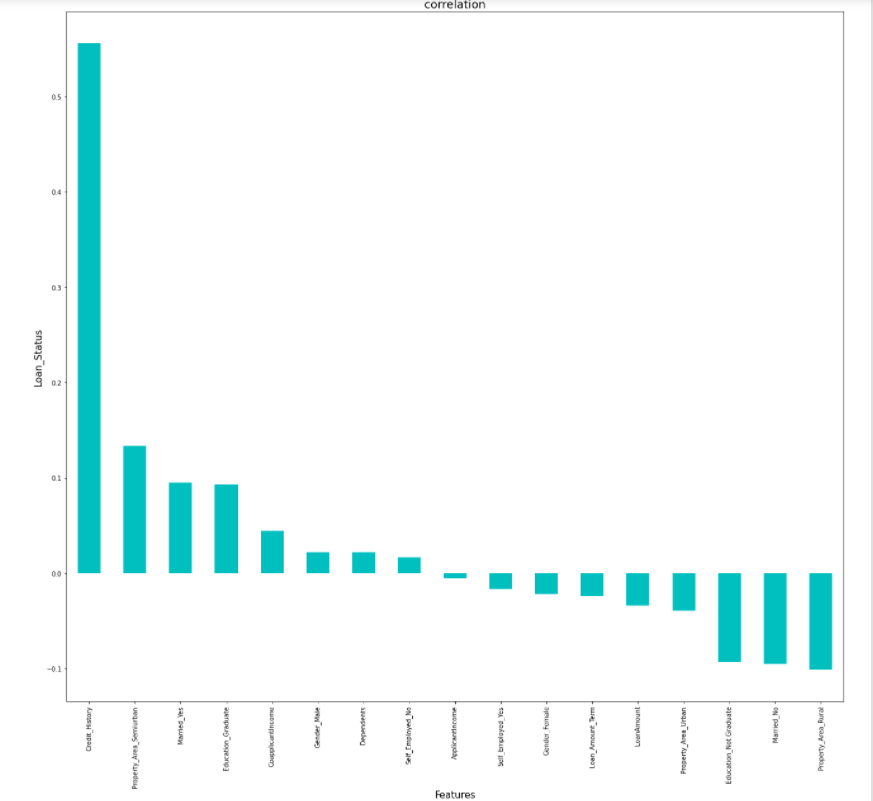 correlation
Loan_Status
0.5
0.4
0.3
0.2
0.1
0.0
−0.1
Credit_History
Property_Area_Semiurban
Married_Yes
Education_Graduate
CoapplicantIncome
Gender_Male
Dependents
Self_Employed_No
ApplicantIncome
Self_Employed_Yes
Gender_Female
Loan_Amount_Term
LoanAmount
Property_Area_Urban
Education_Not Graduate
Married_No
Property_Area_Rural
Features